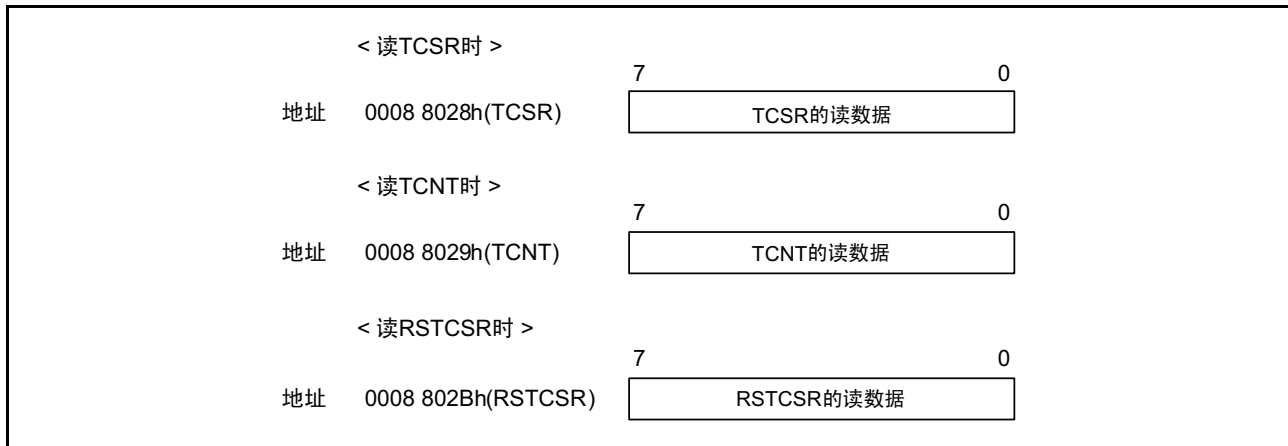 < 读TCSR时 >
7 0
地址 0008 8028h(TCSR) TCSR的读数据
< 读TCNT时 >
7 0
地址 0008 8029h(TCNT) TCNT的读数据
< 读RSTCSR时 >
7 0
地址 0008 802Bh(RSTCSR) RSTCSR的读数据